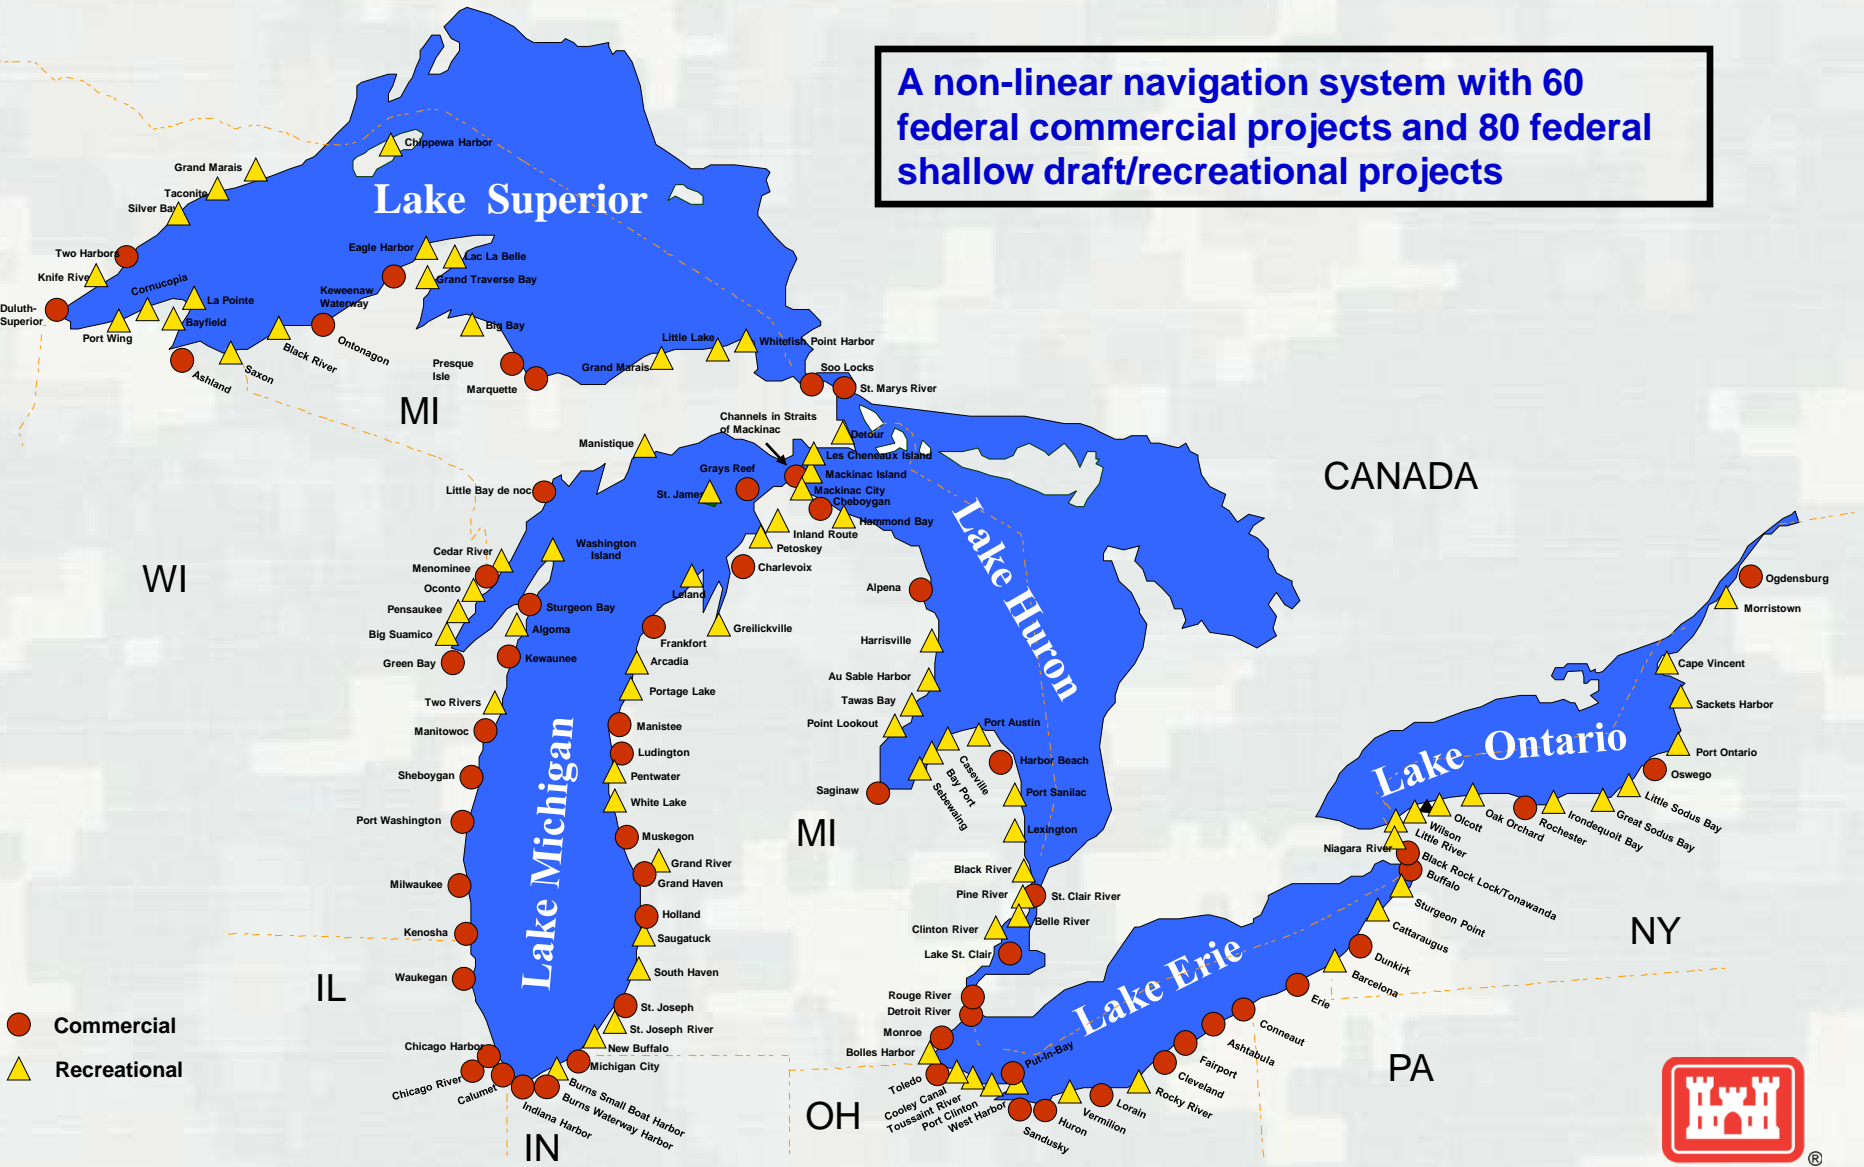 A non-linear navigation system with 60
federal commercial projects and 80 federal
shallow draft/recreational projects
Chippewa Harbor
Grand Marais
Taconite
Silver Bay
Lake Superior
Two Harbors
Knife River
Cornucopia
Duluth-
Superior
Port Wing
La Pointe
Bayfield
Ashland
Saxon
Black River
Ontonagon
Keweenaw
Waterway
Eagle Harbor
Lac La Belle
Grand Traverse Bay
Big Bay
Presque
Isle
Marquette
Grand Marais
Little Lake
Whitefish Point Harbor
Soo Locks
St. Marys River
MI
Channels in Straits
of Mackinac
Detour
Les Cheneaux Island
Mackinac Island
Mackinac City
Cheboygan
Hammond Bay
Manistique
Grays Reef
St. James
Little Bay de noc
Inland Route
Petoskey
Charlevoix
Washington
Island
Cedar River
Menominee
Oconto
Pensaukee
Big Suamico
Green Bay
WI
Sturgeon Bay
Algoma
Kewaunee
Two Rivers
Manitowoc
Sheboygan
Port Washington
Milwaukee
Kenosha
Waukegan
IL
Chicago Harbor
Chicago River
Calumet
Indiana Harbor
Burns Waterway Harbor
Burns Small Boat Harbor
IN
Michigan City
New Buffalo
St. Joseph River
St. Joseph
South Haven
Saugatuck
Holland
Grand Haven
Grand River
Muskegon
White Lake
Pentwater
Ludington
Manistee
Portage Lake
Arcadia
Frankfort
Leland
Greilickville
Lake Michigan
Lake Huron
CANADA
Alpena
Harrisville
Au Sable Harbor
Tawas Bay
Point Lookout
Saginaw
Sebewaing
Bay Port
Caseville
Port Austin
Harbor Beach
Port Sanilac
Lexington
MI
Black River
Pine River
St. Clair River
Belle River
Clinton River
Lake St. Clair
Rouge River
Detroit River
Monroe
Bolles Harbor
Toledo
Cooley Canal
Toussaint River
Port Clinton
West Harbor
Put-In-Bay
OH
Sandusky
Huron
Vermilion
Lorain
Rocky River
Cleveland
Fairport
Ashtabula
Conneaut
Erie
PA
Barcelona
Dunkirk
Cattaraugus
Sturgeon Point
Buffalo
Black Rock Lock/Tonawanda
Lake Erie
Niagara River
Little River
Wilson
Olcott
Oak Orchard
Rochester
Irondequoit Bay
Great Sodus Bay
Little Sodus Bay
Oswego
Port Ontario
Sackets Harbor
Cape Vincent
Morristown
Ogdensburg
Lake Ontario
NY
Commercial
Recreational
®